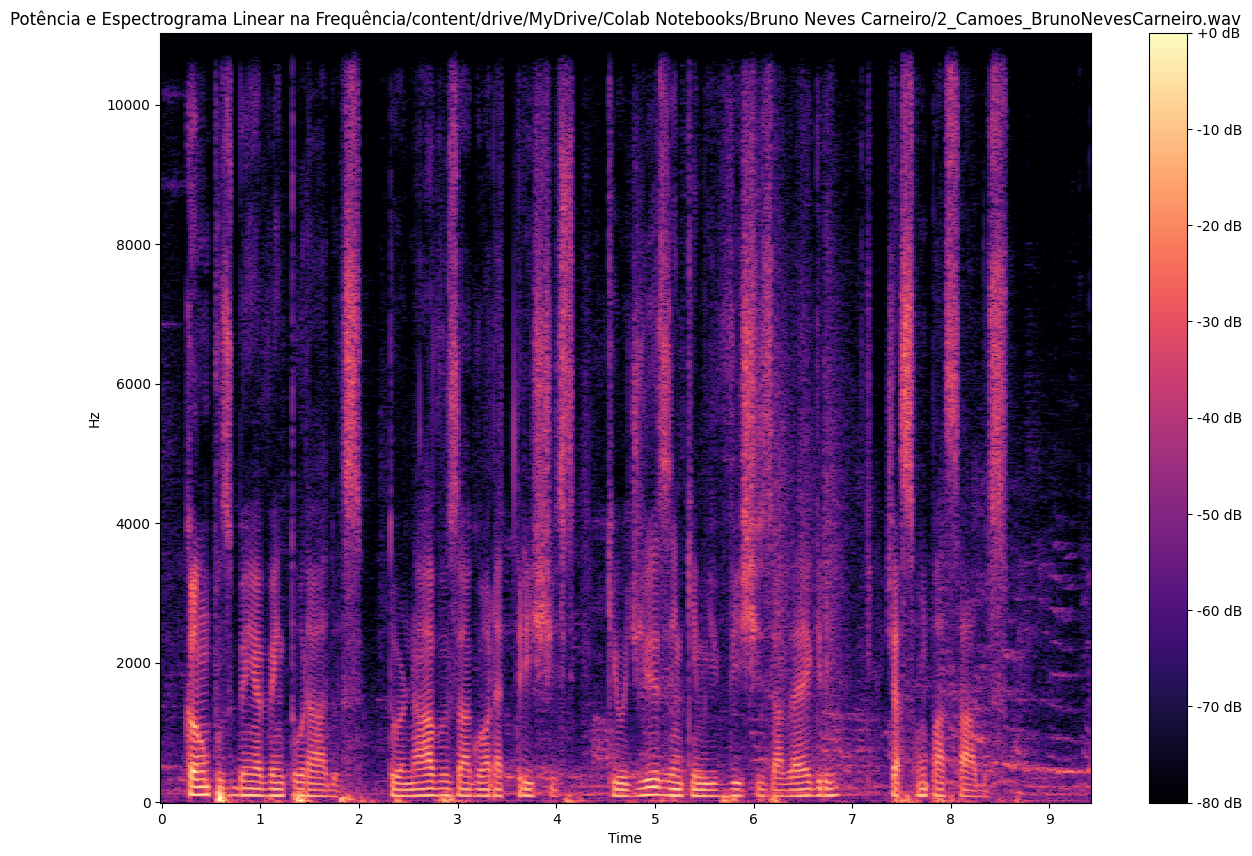 Potência e Espectrograma Linear na Frequência/content/drive/MyDrive/Colab Notebooks/Bruno Neves Carneiro/2_Camoes_BrunoNevesCarneiro.wav
+0 dB
10000
-10 dB
8000
-20 dB
-30 dB
6000
Hz
-40 dB
4000
-50 dB
-60 dB
2000
-70 dB
0
-80 dB
0 1 2 3 4 5 6 7 8 9
Time